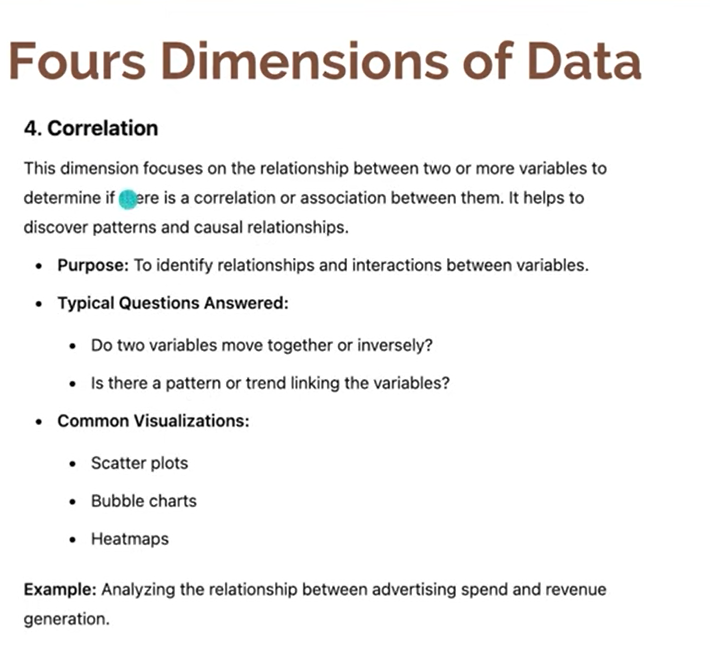 Fours Dimensions of Data
4. Correlation
This dimension focuses on the relationship between two or more variables to
determine if there is a correlation or association between them. It helps to
discover patterns and causal relationships.
• Purpose: To identify relationships and interactions between variables.
• Typical Questions Answered:
• Do two variables move together or inversely?
• Is there a pattern or trend linking the variables?
• Common Visualizations:
• Scatter plots
• Bubble charts
• Heatmaps
Example: Analyzing the relationship between advertising spend and revenue
generation.